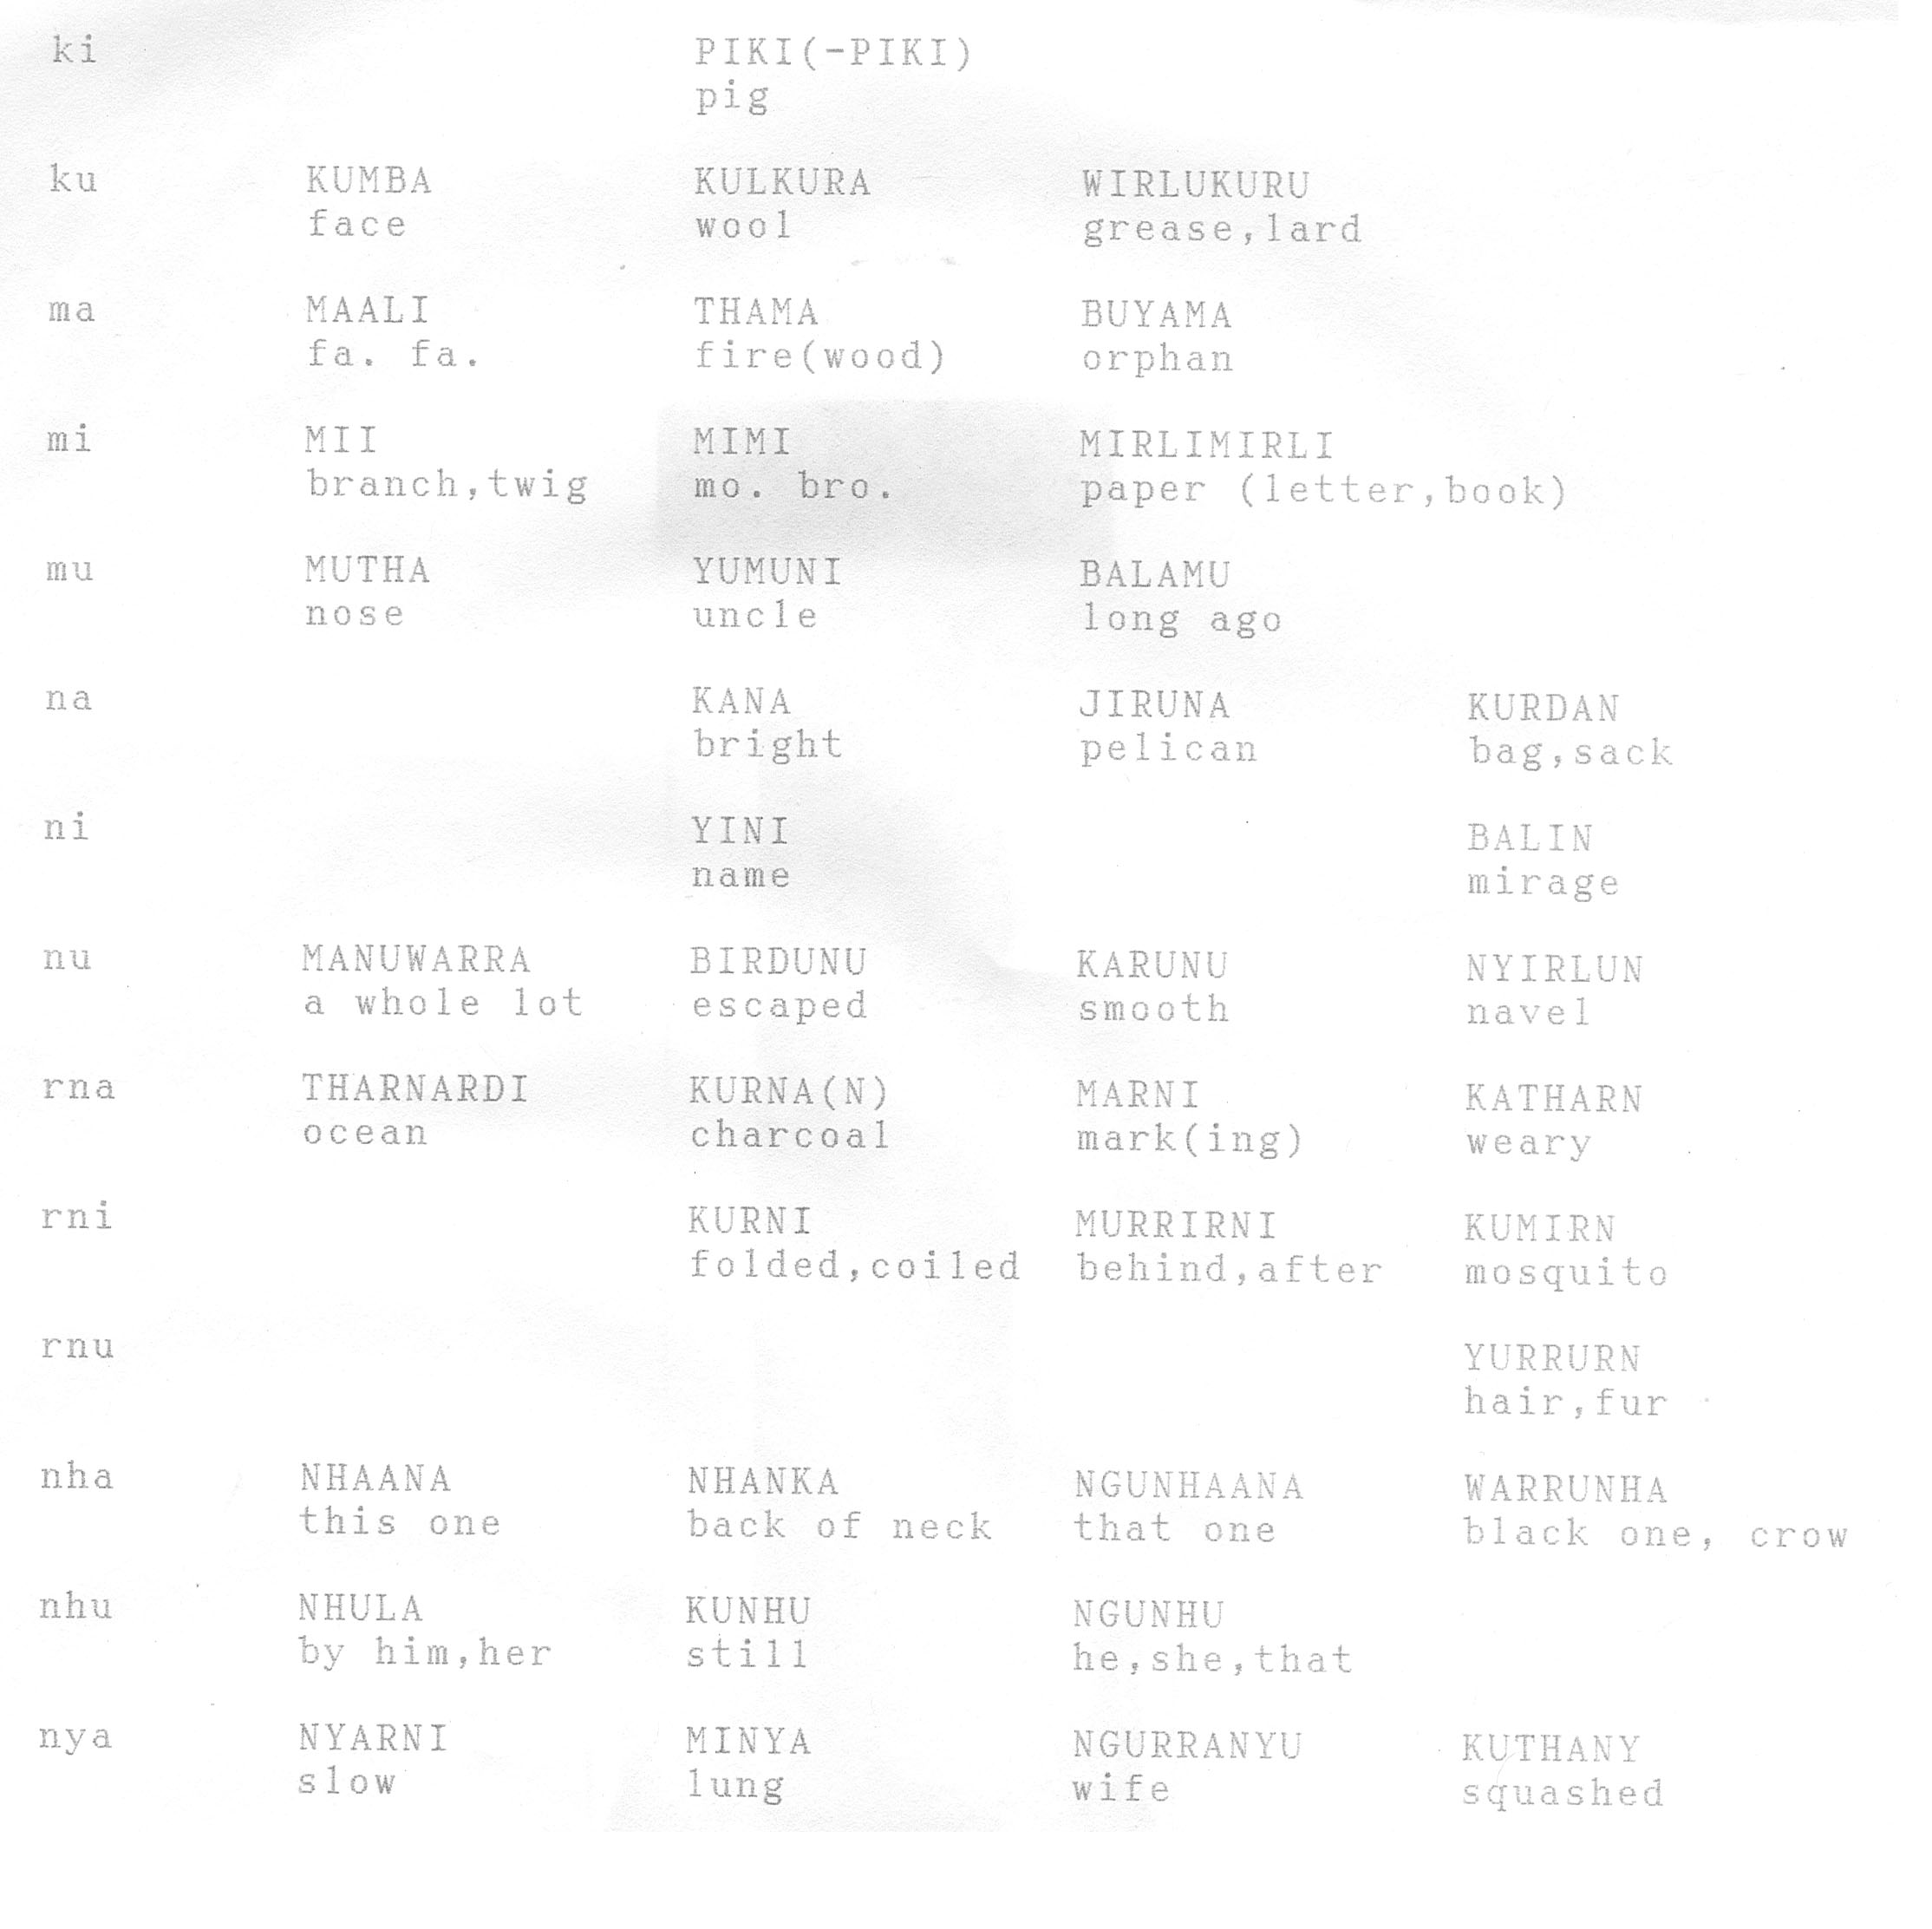 ki PIKI(-PIKI)
pig
ku KUMBA KULKURA WIRLUKURU
face wool grease,lard
ma MAALI THAMA BUYAMA
fa. fa. fire(wood) orphan
mi MII MIMI MIRLIMIRLI
branch,twig mo. bro. paper (letter,book)
mu MUTHA YUMUNI BALAMU
nose uncle long ago
na KANA JIRUNA KURDAN
bright pelican bag,sack
ni YINI BALIN
name mirage
nu MANUWARRA BIRDUNU KARUNU NYIRLUN
a whole lot escaped smooth navel
rna THARNARDI KURNA(N) MARNI KATHARN
ocean charcoal mark(ing) weary
rni KURNI MURRIRNI KUMIRN
folded,coiled behind,after mosquito
rnu YURRURN
hair,fur
nha NHAANA NHANKA NGUNHAANA WARRUNHA
this one back of neck that one black one, crow
nhu NHULA KUNHU NGUNHU
by him,her still he,she,that
nya NYARNI MINYA NGURRANYU KUTHANY
slow lung wife squashed